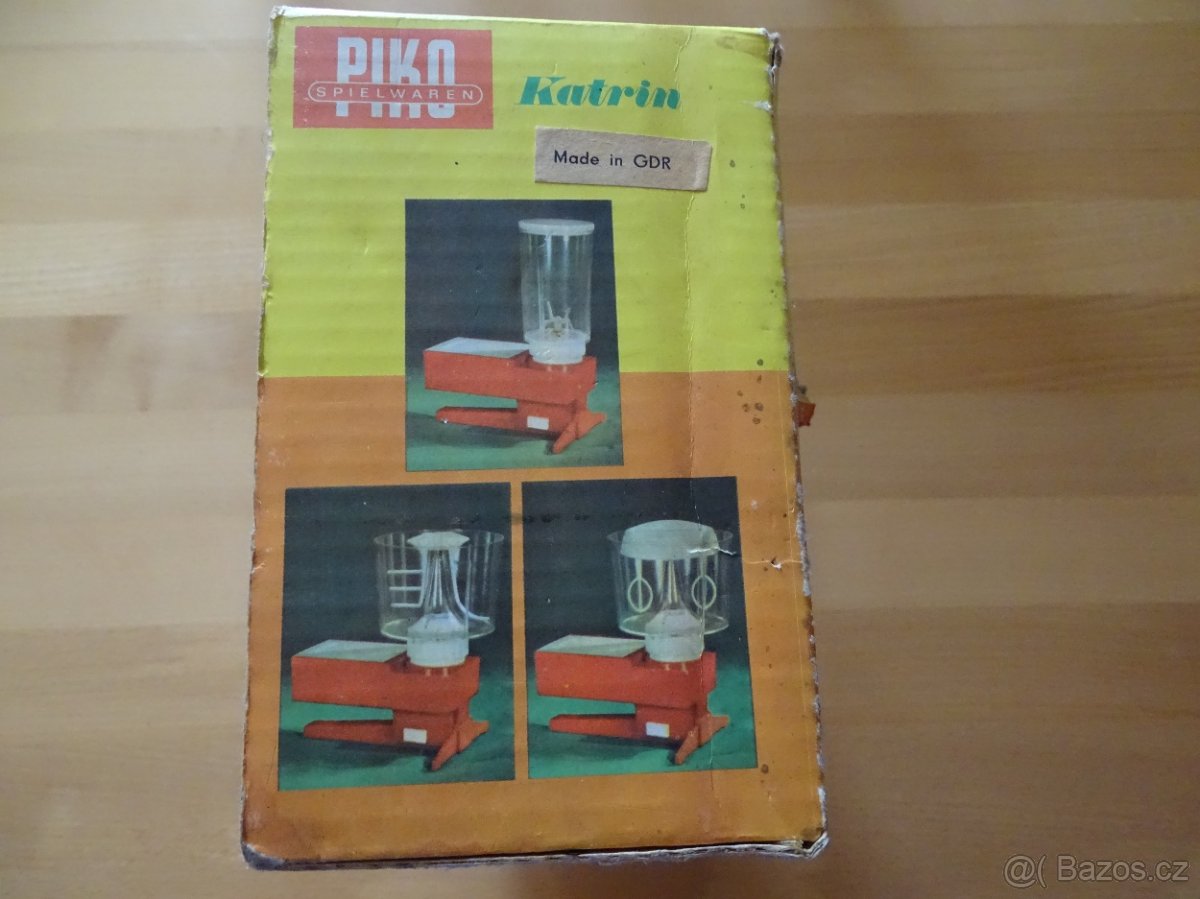 PIKO
SPIELWAREN
Katrin
Made in GDR
@( Bazos.cz